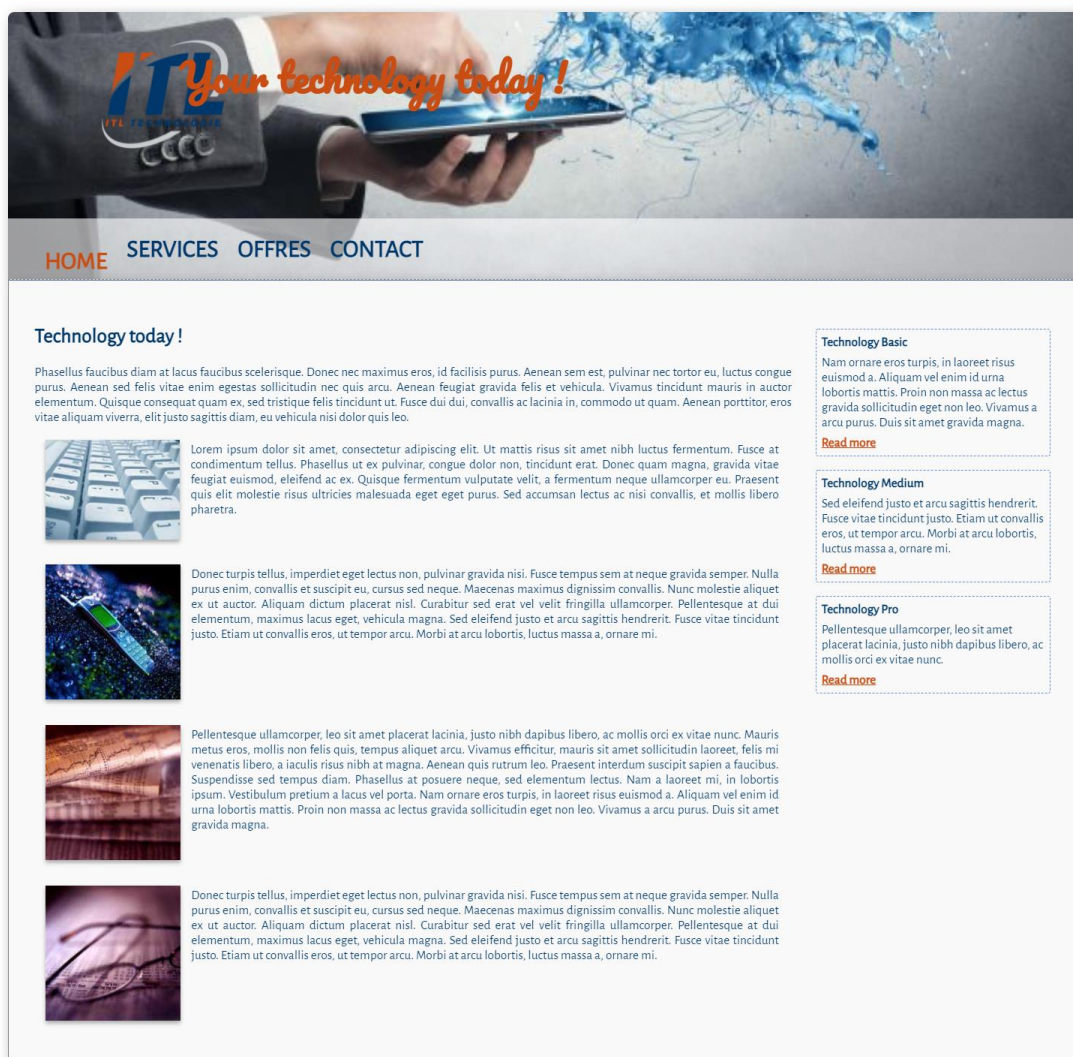 ITL
Your technology today !
ITL TECHNOLOGIE
HOME SERVICES OFFRES CONTACT
Technology today !
Phasellus faucibus diam at lacus faucibus scelerisque. Donec nec maximus eros, id facilisis purus. Aenean sem est, pulvinar nec tortor eu, luctus congue
purus. Aenean sed felis vitae enim egestas sollicitudin nec quis arcu. Aenean feugiat gravida felis et vehicula. Vivamus tincidunt mauris in auctor
elementum. Quisque consequat quam ex, sed tristique felis tincidunt ut. Fusce dui dui, convallis ac lacinia in, commodo ut quam. Aenean porttitor, eros
vitae aliquam viverra, elit justo sagittis diam, eu vehicula nisi dolor quis leo.
Lorem ipsum dolor sit amet, consectetur adipiscing elit. Ut mattis risus sit amet nibh luctus fermentum. Fusce at
condimentum tellus. Phasellus ut ex pulvinar, congue dolor non, tincidunt erat. Donec quam magna, gravida vitae
feugiat euismod, eleifend ac ex. Quisque fermentum vulputate velit, a fermentum neque ullamcorper eu. Praesent
quis elit molestie risus ultricies malesuada eget eget purus. Sed accumsan lectus ac nisi convallis, et mollis libero
pharetra.
Donec turpis tellus, imperdiet eget lectus non, pulvinar gravida nisi. Fusce tempus sem at neque gravida semper. Nulla
purus enim, convallis et suscipit eu, cursus sed neque. Maecenas maximus dignissim convallis. Nunc molestie aliquet
ex ut auctor. Aliquam dictum placerat nisl. Curabitur sed erat vel velit fringilla ullamcorper. Pellentesque at dui
elementum, maximus lacus eget, vehicula magna. Sed eleifend justo et arcu sagittis hendrerit. Fusce vitae tincidunt
justo. Etiam ut convallis eros, ut tempor arcu. Morbi at arcu lobortis, luctus massa a, ornare mi.
Pellentesque ullamcorper, leo sit amet placerat lacinia, justo nibh dapibus libero, ac mollis orci ex vitae nunc. Mauris
metus eros, mollis non felis quis, tempus aliquet arcu. Vivamus efficitur, mauris sit amet sollicitudin laoreet, felis mi
venenatis libero, a iaculis risus nibh at magna. Aenean quis rutrum leo. Praesent interdum suscipit sapien a faucibus.
Suspendisse sed tempus diam. Phasellus at posuere neque, sed elementum lectus. Nam a laoreet mi, in lobortis
ipsum. Vestibulum pretium a lacus vel porta. Nam ornare eros turpis, in laoreet risus euismod a. Aliquam vel enim id
urna lobortis mattis. Proin non massa ac lectus gravida sollicitudin eget non leo. Vivamus a arcu purus. Duis sit amet
gravida magna.
Donec turpis tellus, imperdiet eget lectus non, pulvinar gravida nisi. Fusce tempus sem at neque gravida semper. Nulla
purus enim, convallis et suscipit eu, cursus sed neque. Maecenas maximus dignissim convallis. Nunc molestie aliquet
ex ut auctor. Aliquam dictum placerat nisl. Curabitur sed erat vel velit fringilla ullamcorper. Pellentesque at dui
elementum, maximus lacus eget, vehicula magna. Sed eleifend justo et arcu sagittis hendrerit. Fusce vitae tincidunt
justo. Etiam ut convallis eros, ut tempor arcu. Morbi at arcu lobortis, luctus massa a, ornare mi.
Technology Basic
Nam ornare eros turpis, in laoreet risus
euismod a. Aliquam vel enim id urna
lobortis mattis. Proin non massa ac lectus
gravida sollicitudin eget non leo. Vivamus a
arcu purus. Duis sit amet gravida magna.
Read more
Technology Medium
Sed eleifend justo et arcu sagittis hendrerit.
Fusce vitae tincidunt justo. Etiam ut convallis
eros, ut tempor arcu. Morbi at arcu lobortis,
luctus massa a, ornare mi.
Read more
Technology Pro
Pellentesque ullamcorper, leo sit amet
placerat lacinia, justo nibh dapibus libero, ac
mollis orci ex vitae nunc.
Read more